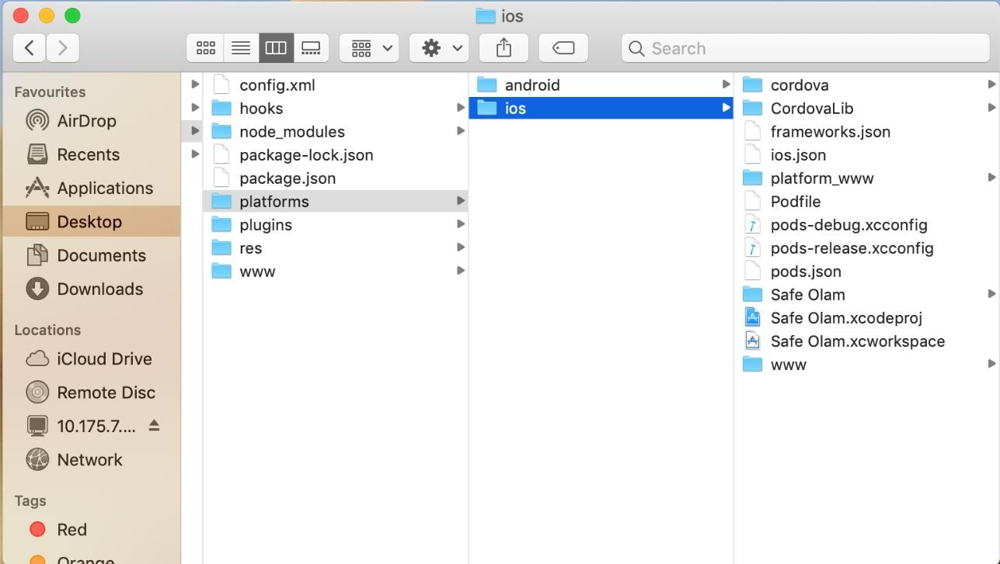 ios
Search
Favourites
AirDrop
Recents
Applications
Desktop
Documents
Downloads
Locations
iCloud Drive
Remote Disc
10.175.7....
Network
Tags
Red
Orange
config.xml
hooks
node_modules
package-lock.json
package.json
platforms
plugins
res
www
android
ios
cordova
CordovaLib
frameworks.json
ios.json
platform_www
Podfile
pods-debug.xcconfig
pods-release.xcconfig
pods.json
Safe Olam
Safe Olam.xcodeproj
Safe Olam.xcworkspace
www